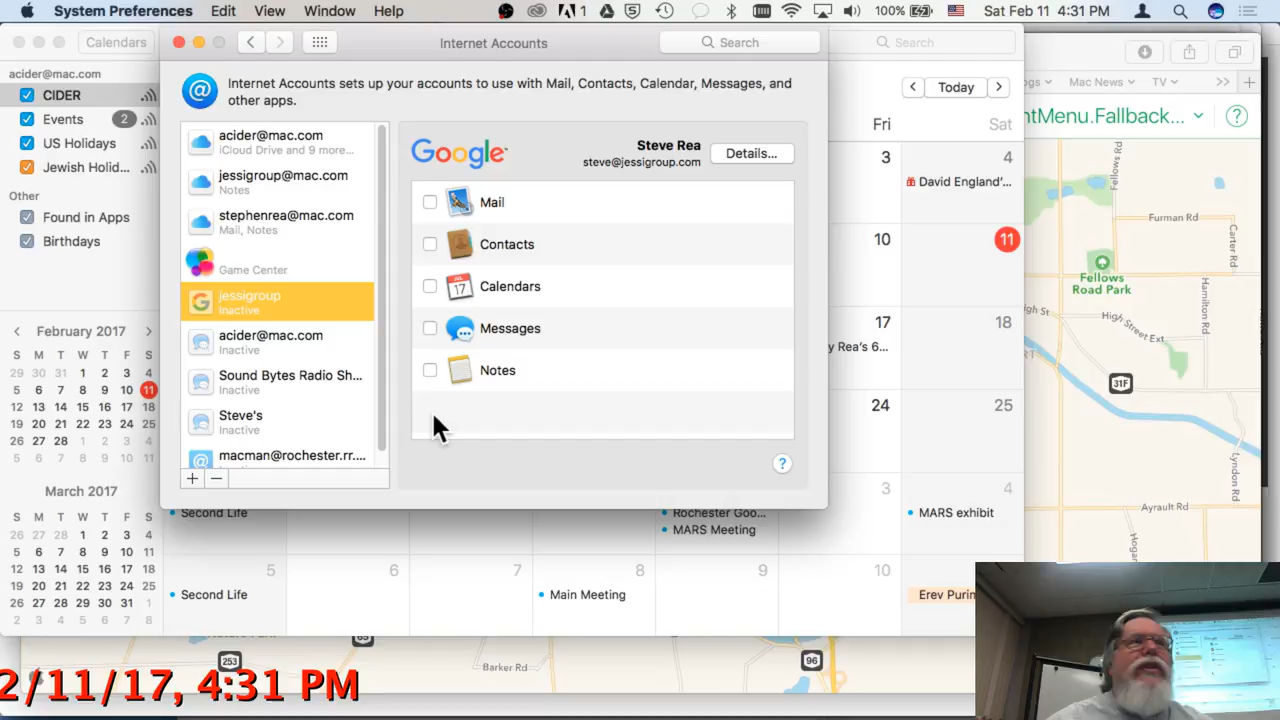 System Preferences Edit View Window Help
100%
Sat Feb 11 4:31 PM
Calendars
Internet Accounts
Search
Search
acider@mac.com
CIDER
Events 2
US Holidays
Jewish Holid...
Other
Found in Apps
Birthdays
February 2017
S M T W T F S
29 30 31 1 2 3 4
5 6 7 8 9 10 11
12 13 14 15 16 17 18
19 20 21 22 23 24 25
26 27 28 1 2 3 4
5 6 7 8 9 10 11
March 2017
S M T W T F S
26 27 28 1 2 3 4
5 6 7 8 9 10 11
12 13 14 15 16 17 18
19 20 21 22 23 24 25
26 27 28 29 30 31 1
2 3 4 5 6 7 8
Internet Accounts sets up your accounts to use with Mail, Contacts, Calendar, Messages, and
other apps.
acider@mac.com
iCloud Drive and 9 more...
jessigroup@mac.com
Notes
stephenrea@mac.com
Mail, Notes
Game Center
jessigroup
Inactive
acider@mac.com
Inactive
Sound Bytes Radio Sh...
Inactive
Steve's
Inactive
macman@rochester.rr....
+ −
Google
Steve Rea
steve@jessigroup.com
Details...
Mail
Contacts
17
Calendars
Messages
Notes
?
Today
Fri Sat
3 4
David England'...
10 11
17 18
y Rea's 6...
24 25
3 4
Second Life
Rochester Goo...
MARS Meeting
MARS exhibit
5 6 7 8 9 10
Second Life
Main Meeting
Erev Purim
ogs Mac News TV
ntMenu.Fallback...
?
Fellows Rd
Furman Rd
Carter Rd
Fellows
Road Park
Hamilton Rd
High St
High Street Ext
31F
Lyndon Rd
Ayrault Rd
253
Barker Rd
96
2/11/17, 4:31 PM